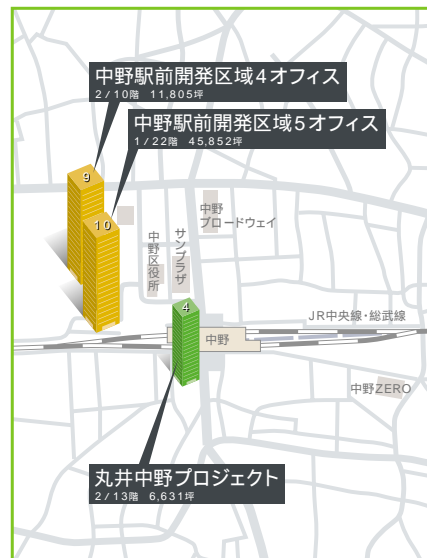 中野駅前開発区域4オフィス
2/10階 11,805坪
中野駅前開発区域5オフィス
1/22階 45,852坪
9
10
中野
ブロードウェイ
サンプラザ
中野区役所
4
JR中央線・総武線
中野
中野ZERO
丸井中野プロジェクト
2/13階 6,631坪